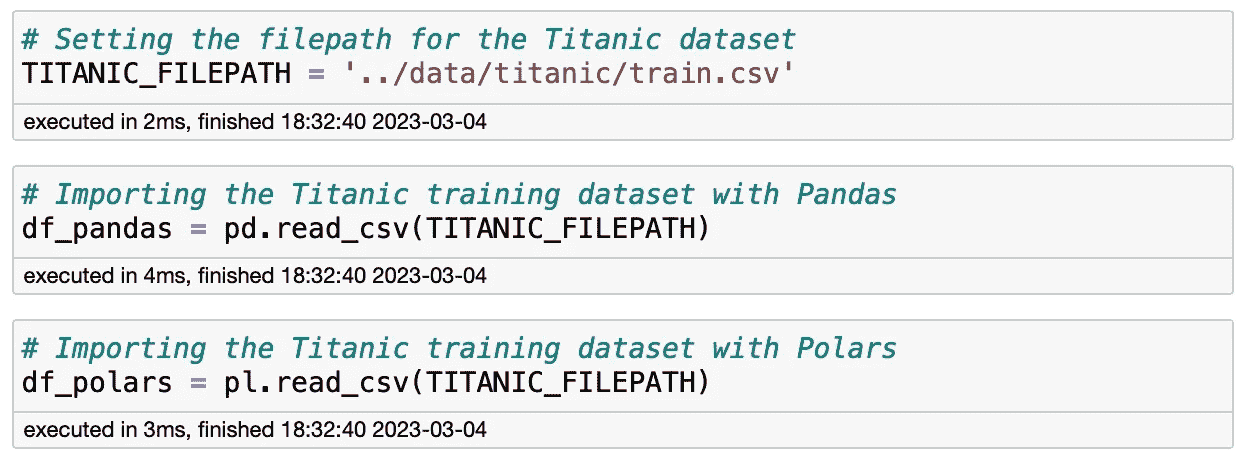 # Setting the filepath for the Titanic dataset
TITANIC_FILEPATH = '../data/titanic/train.csv'
executed in 2ms, finished 18:32:40 2023-03-04
# Importing the Titanic training dataset with Pandas
df_pandas = pd.read_csv(TITANIC_FILEPATH)
executed in 4ms, finished 18:32:40 2023-03-04
# Importing the Titanic training dataset with Polars
df_polars = pl.read_csv(TITANIC_FILEPATH)
executed in 3ms, finished 18:32:40 2023-03-04